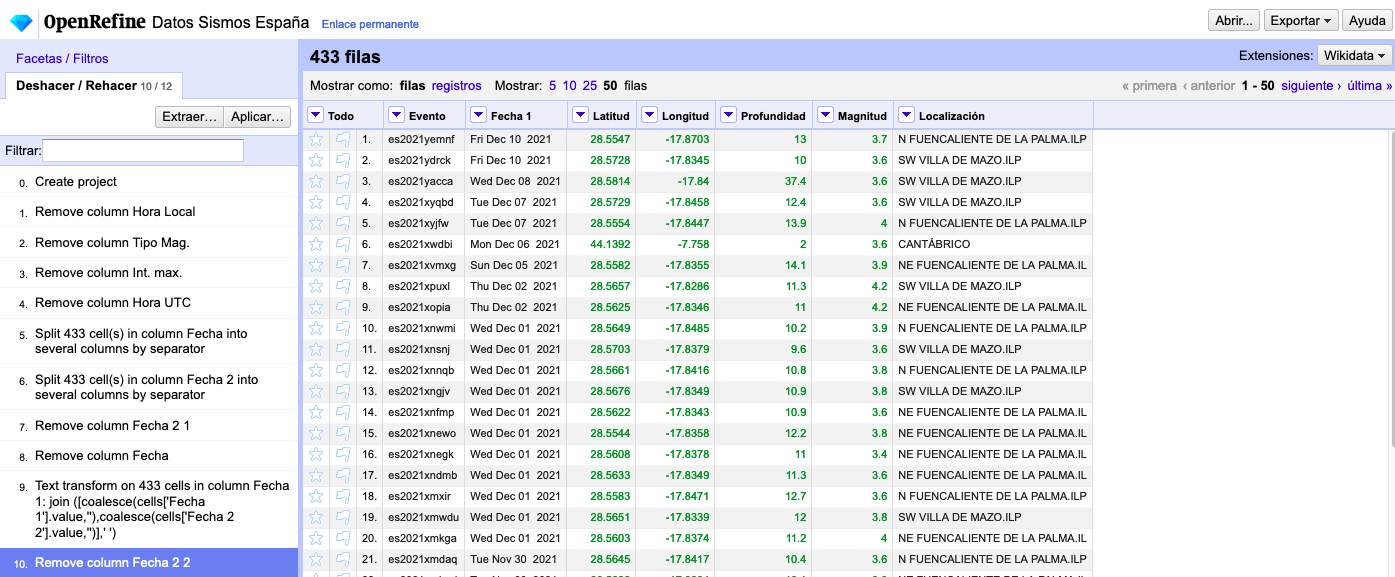 OpenRefine Datos Sismos España Enlace permanente
Abrir... Exportar Ayuda
Facetas / Filtros
Deshacer / Rehacer 10 / 12
Extraer… Aplicar…
Filtrar:
0. Create project
1. Remove column Hora Local
2. Remove column Tipo Mag.
3. Remove column Int. max.
4. Remove column Hora UTC
5. Split 433 cell(s) in column Fecha into
several columns by separator
6. Split 433 cell(s) in column Fecha 2 into
several columns by separator
7. Remove column Fecha 2 1
8. Remove column Fecha
9. Text transform on 433 cells in column Fecha
1: join ([coalesce(cells['Fecha
1'].value,''),coalesce(cells['Fecha 2
2'].value,'')],' ')
10. Remove column Fecha 2 2
433 filas
Extensiones: Wikidata
Mostrar como: filas registros Mostrar: 5 10 25 50 filas
« primera ‹ anterior 1 - 50 siguiente › última »
Todo Evento Fecha 1 Latitud Longitud Profundidad Magnitud Localización
1. es2021yemnf Fri Dec 10 2021 28.5547 -17.8703 13 3.7 N FUENCALIENTE DE LA PALMA.ILP
2. es2021ydrck Fri Dec 10 2021 28.5728 -17.8345 10 3.6 SW VILLA DE MAZO.ILP
3. es2021yacca Wed Dec 08 2021 28.5814 -17.84 37.4 3.6 SW VILLA DE MAZO.ILP
4. es2021xyqbd Tue Dec 07 2021 28.5729 -17.8458 12.4 3.6 SW VILLA DE MAZO.ILP
5. es2021xyjfw Tue Dec 07 2021 28.5554 -17.8447 13.9 4 N FUENCALIENTE DE LA PALMA.ILP
6. es2021xwdbi Mon Dec 06 2021 44.1392 -7.758 2 3.6 CANTÁBRICO
7. es2021xvmxg Sun Dec 05 2021 28.5582 -17.8355 14.1 3.9 NE FUENCALIENTE DE LA PALMA.IL
8. es2021xpuxl Thu Dec 02 2021 28.5657 -17.8286 11.3 4.2 SW VILLA DE MAZO.ILP
9. es2021xopia Thu Dec 02 2021 28.5625 -17.8346 11 4.2 NE FUENCALIENTE DE LA PALMA.IL
10. es2021xnwmi Wed Dec 01 2021 28.5649 -17.8485 10.2 3.9 N FUENCALIENTE DE LA PALMA.ILP
11. es2021xnsnj Wed Dec 01 2021 28.5703 -17.8379 9.6 3.6 SW VILLA DE MAZO.ILP
12. es2021xnnqb Wed Dec 01 2021 28.5661 -17.8416 10.8 3.8 N FUENCALIENTE DE LA PALMA.ILP
13. es2021xngjv Wed Dec 01 2021 28.5676 -17.8349 10.9 3.8 SW VILLA DE MAZO.ILP
14. es2021xnfmp Wed Dec 01 2021 28.5622 -17.8343 10.9 3.6 NE FUENCALIENTE DE LA PALMA.IL
15. es2021xnewo Wed Dec 01 2021 28.5544 -17.8358 12.2 3.8 NE FUENCALIENTE DE LA PALMA.IL
16. es2021xnegk Wed Dec 01 2021 28.5608 -17.8378 11 3.4 NE FUENCALIENTE DE LA PALMA.IL
17. es2021xndmb Wed Dec 01 2021 28.5633 -17.8349 11.3 3.6 NE FUENCALIENTE DE LA PALMA.IL
18. es2021xmxir Wed Dec 01 2021 28.5583 -17.8471 12.7 3.6 N FUENCALIENTE DE LA PALMA.ILP
19. es2021xmwdu Wed Dec 01 2021 28.5651 -17.8339 12 3.8 SW VILLA DE MAZO.ILP
20. es2021xmkga Wed Dec 01 2021 28.5603 -17.8374 11.2 4 NE FUENCALIENTE DE LA PALMA.IL
21. es2021xmdaq Tue Nov 30 2021 28.5645 -17.8417 10.4 3.6 N FUENCALIENTE DE LA PALMA.ILP